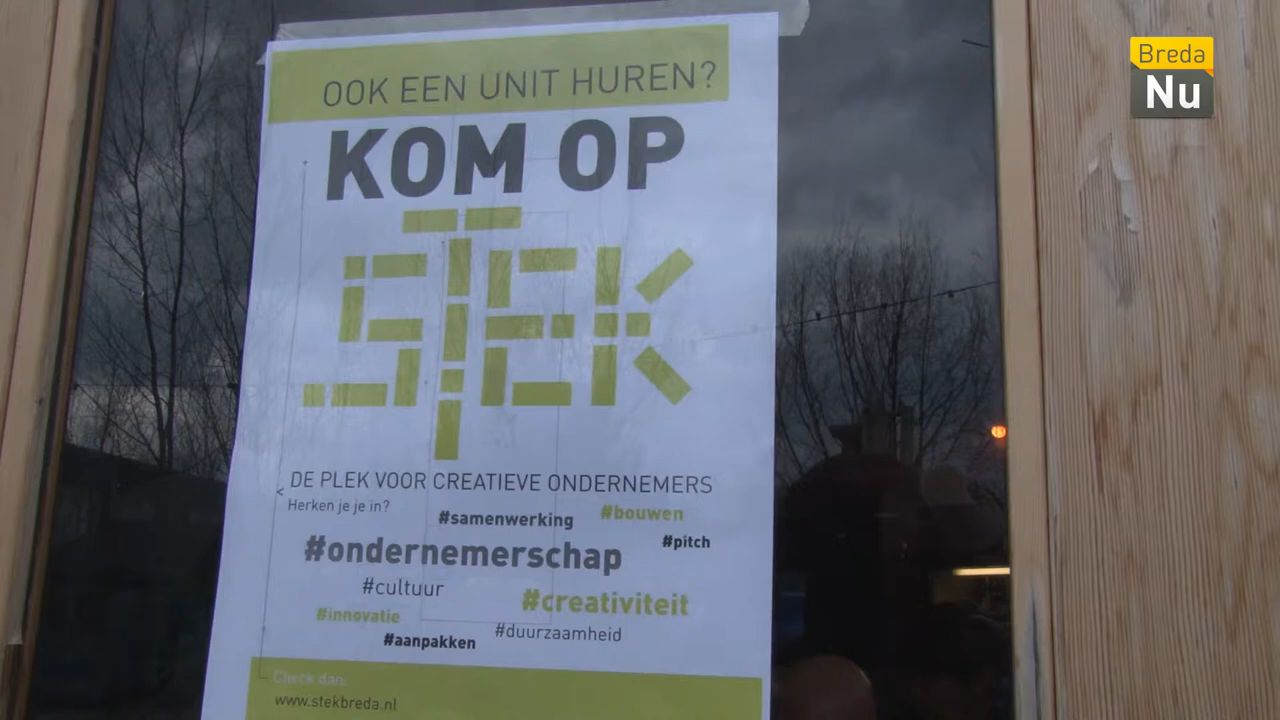 Breda
Nu
OOK EEN UNIT HUREN?
KOM OP
STEK
DE PLEK VOOR CREATIEVE ONDERNEMERS
Herken je je in?
#samenwerking #bouwen
#pitch
#ondernemerschap
#cultuur #creativiteit
#innovatie #duurzaamheid
#aanpakken
Check dan:
www.stekbreda.nl